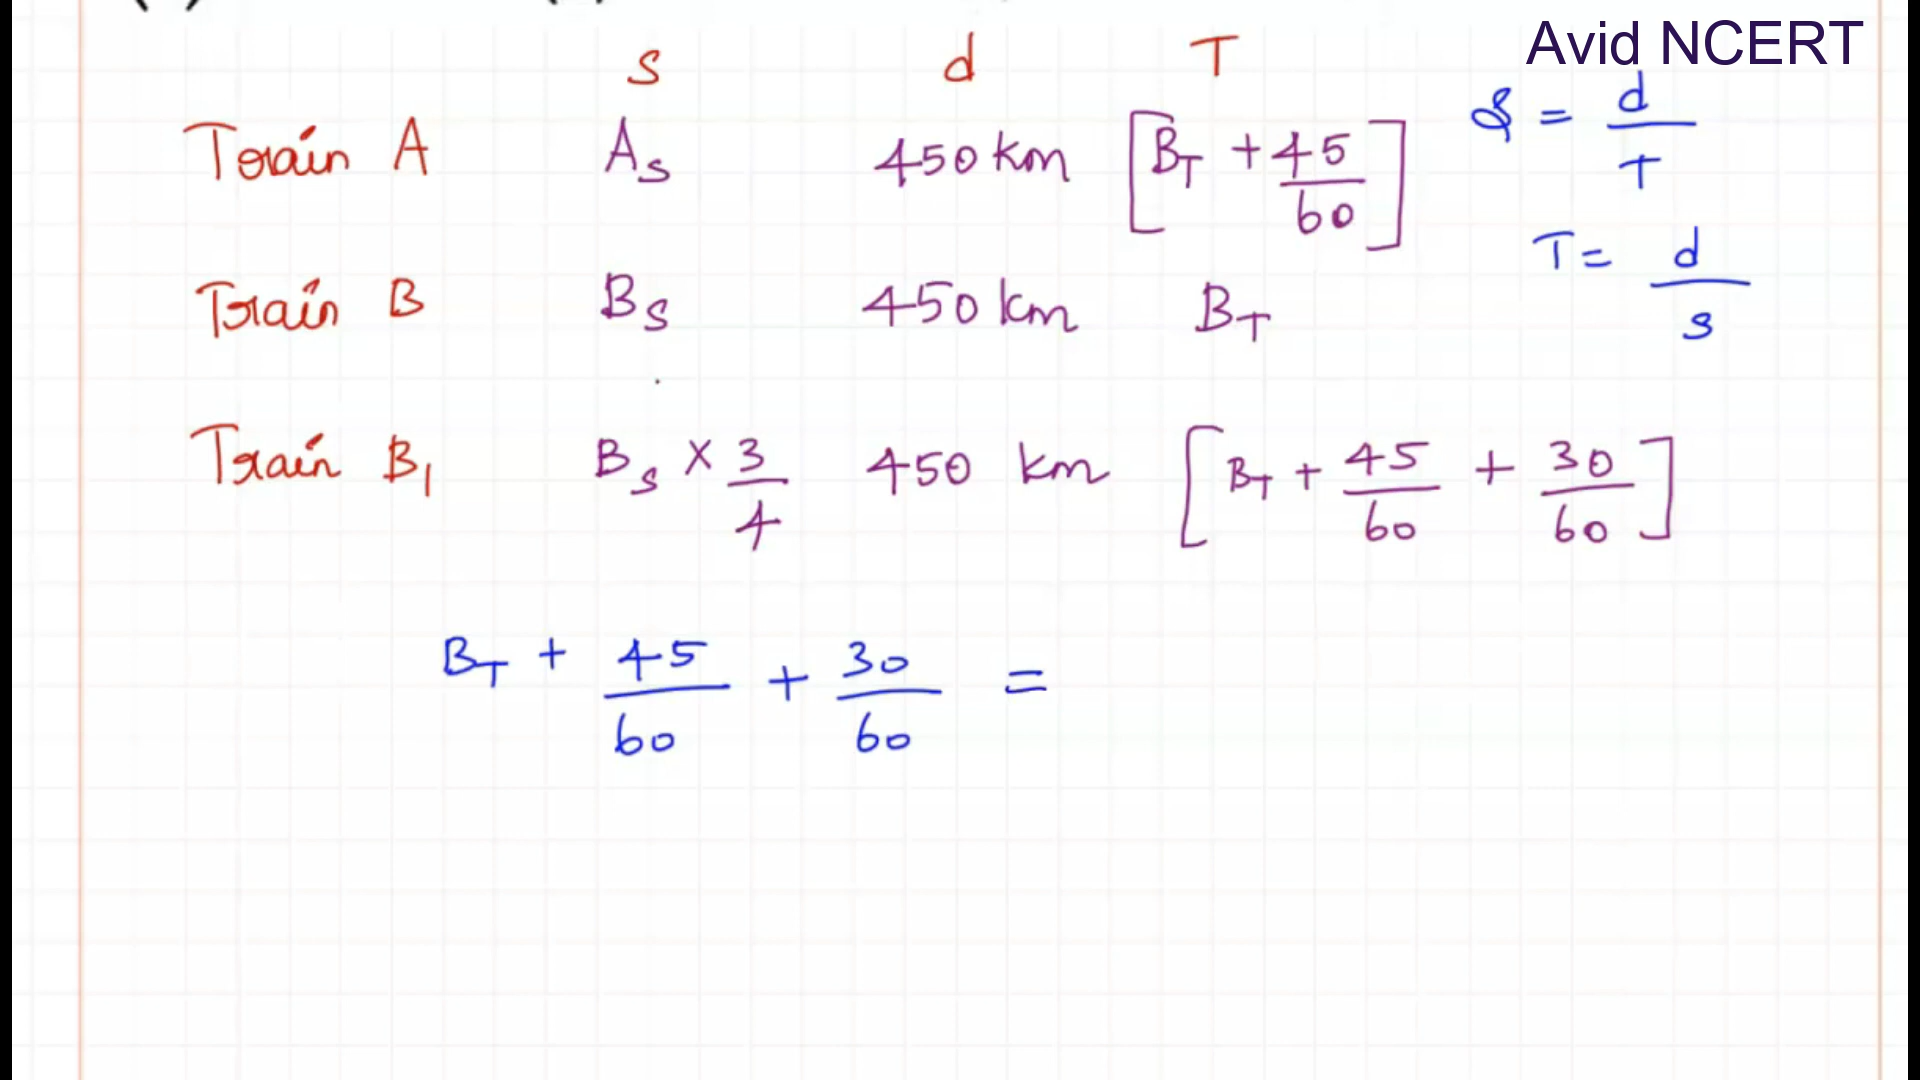 Avid NCERT
s d T
Train A A_s 450 km [B_T + 45/60] S = d/T
Train B B_s 450 km B_T T = d/s
Train B_1 B_s × 3/4 450 km [B_T + 45/60 + 30/60]
B_T + 45/60 + 30/60 =